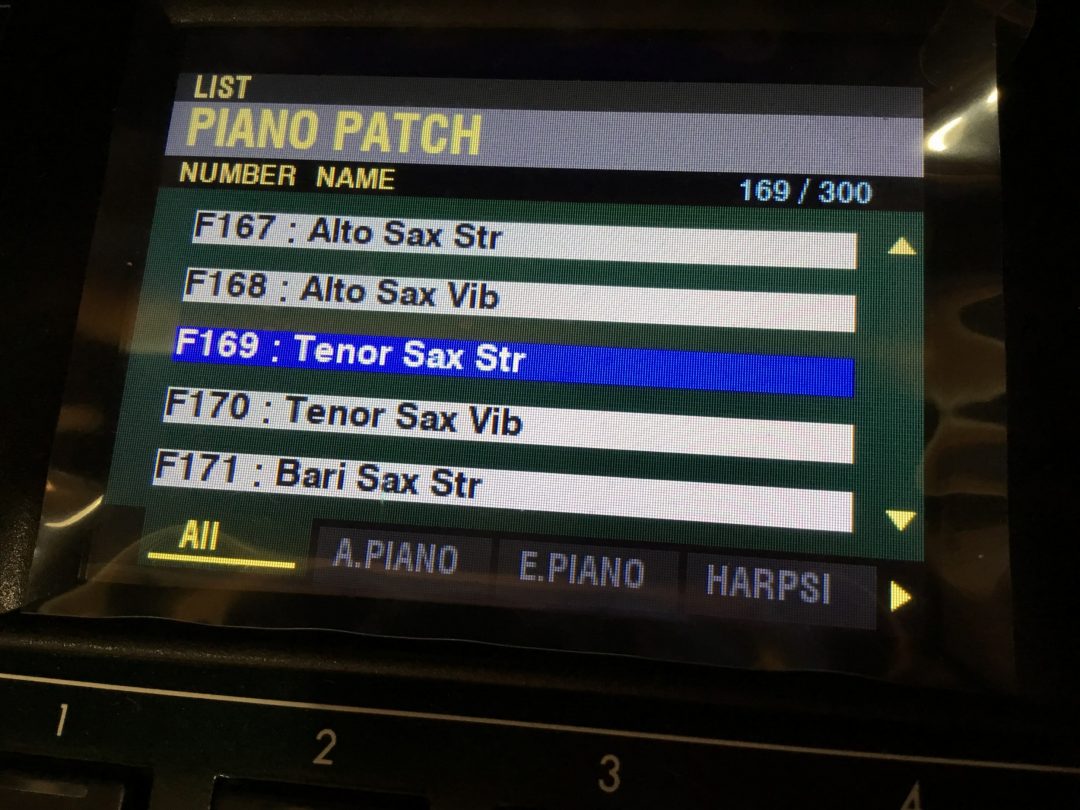 LIST
PIANO PATCH
NUMBER NAME 169 / 300
F167 : Alto Sax Str
F168 : Alto Sax Vib
F169 : Tenor Sax Str
F170 : Tenor Sax Vib
F171 : Bari Sax Str
All A.PIANO E.PIANO HARPSI
1 2 3 4